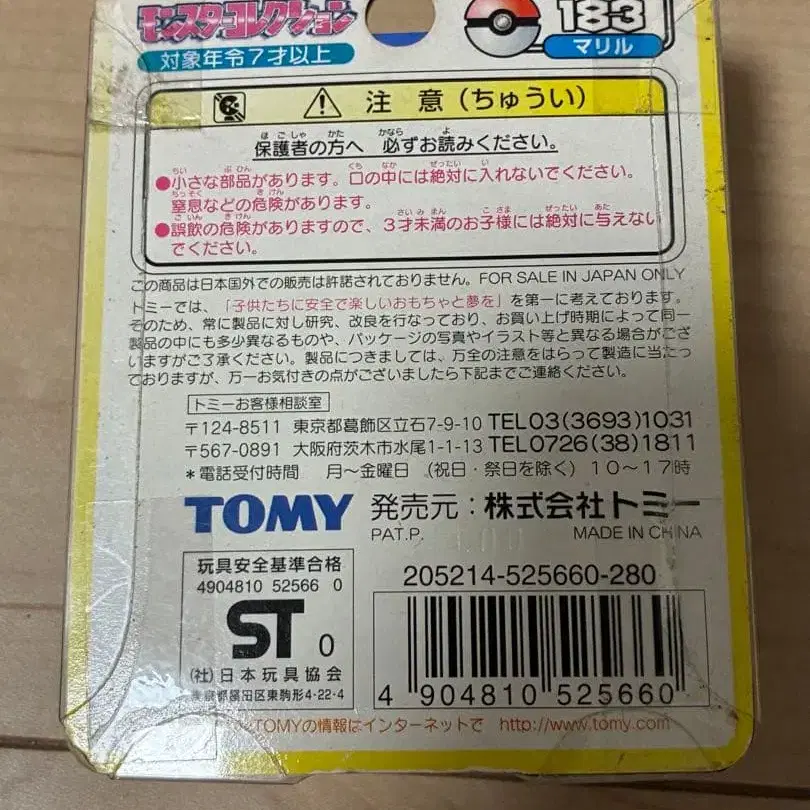 モンスターコレクション
183
対象年令7才以上
マリル
注意(ちゅうい)
保護者の方へ 必ずお読みください。
●小さな部品があります。口の中には絶対に入れないでください。
窒息などの危険があります。
●誤飲の危険がありますので、3才未満のお子様には絶対に与えない
でください。
この商品は日本国外での販売は許諾されておりません。FOR SALE IN JAPAN ONLY
トミーでは、「子供たちに安全で楽しいおもちゃと夢を」を第一に考えております。
そのため、常に製品に対し研究、改良を行なっており、お買い上げ時期によって同一
製品の中にも多少異なるものや、パッケージの写真やイラスト等と異なる場合がござ
いますがご了承ください。製品につきましては、万全の注意をはらって製造に当たっ
ておりますが、万一お気付きの点がございましたら下記までご連絡ください。
トミーお客様相談室
〒124-8511 東京都葛飾区立石7-9-10 TEL03(3693)1031
〒567-0891 大阪府茨木市水尾1-1-13 TEL0726(38)1811
*電話受付時間 月〜金曜日 (祝日・祭日を除く) 10〜17時
TOMY 発売元:株式会社トミー
PAT.P. MADE IN CHINA
玩具安全基準合格
4904810 52566 0
ST 0
(社)日本玩具協会
東京都墨田区東駒形4-22-4
205214-525660-280
4 904810 525660
TOMYの情報はインターネットで http://www.tomy.com